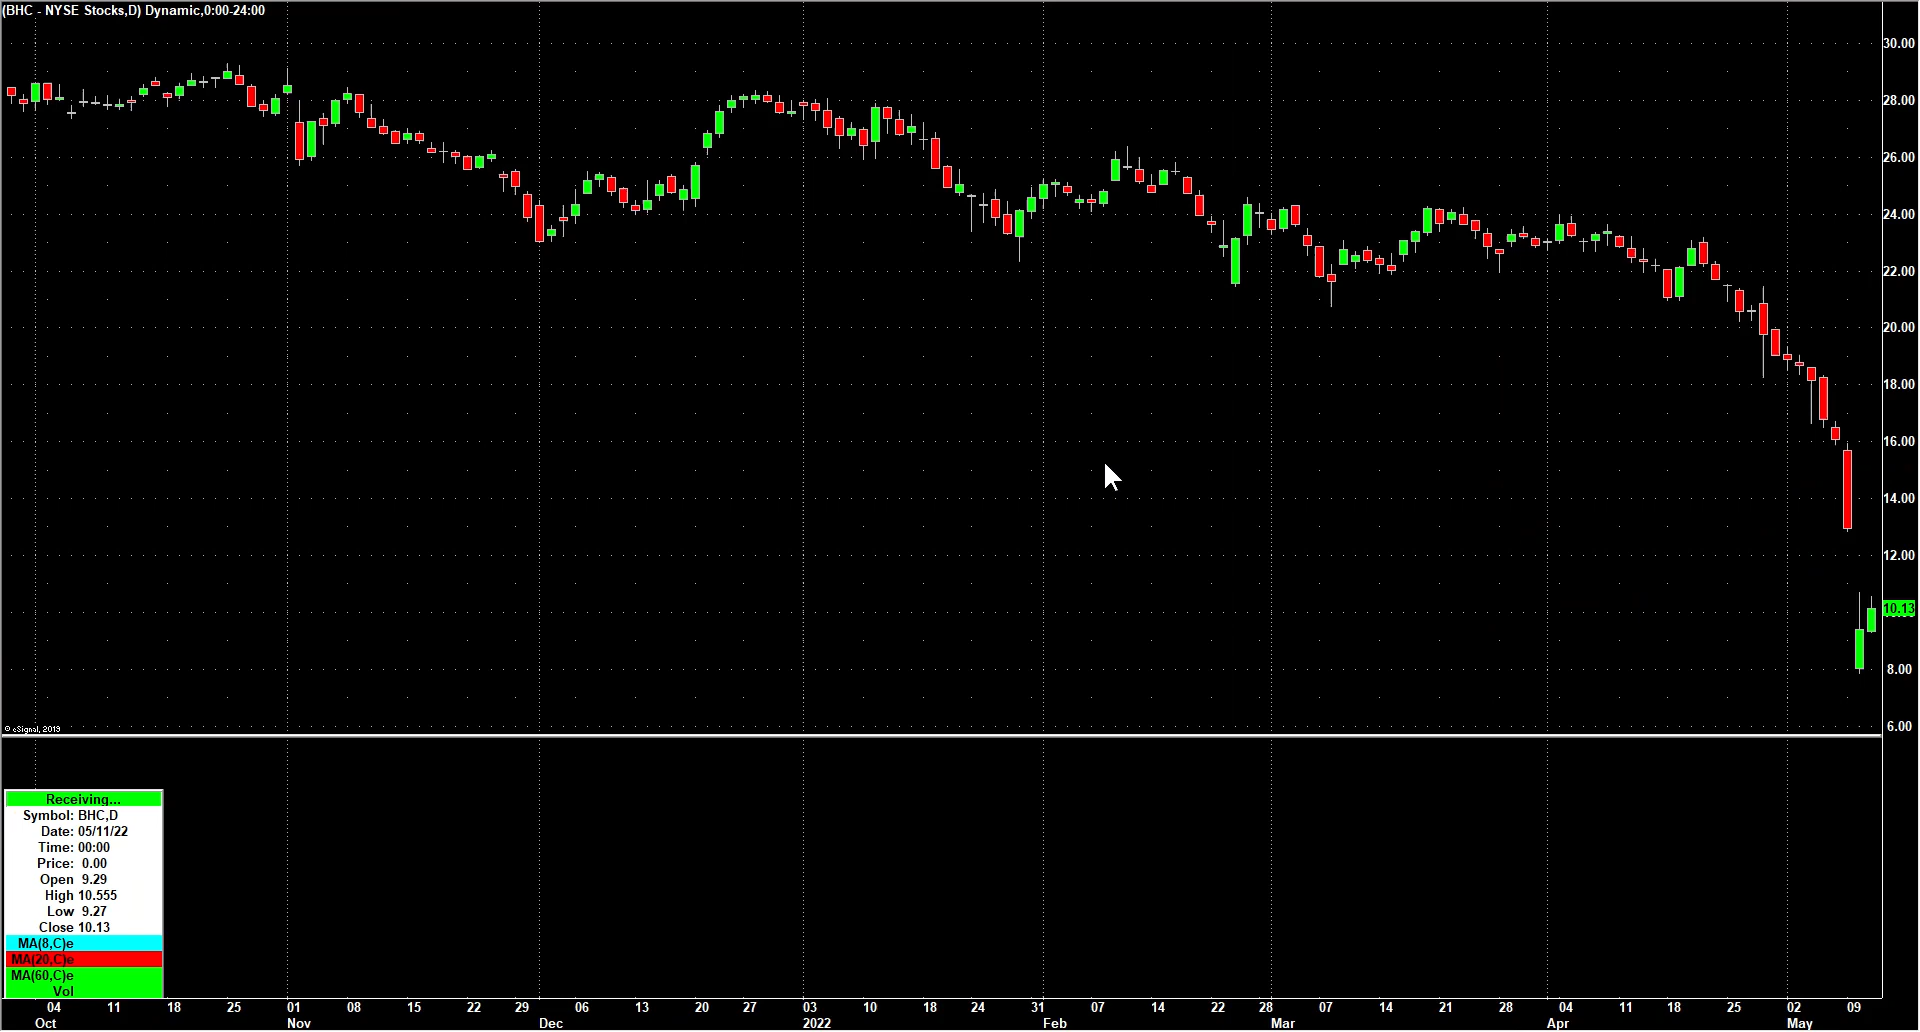 (BHC - NYSE Stocks,D) Dynamic,0:00-24:00
30.00
28.00
26.00
24.00
22.00
20.00
18.00
16.00
14.00
12.00
10.13
8.00
6.00
© eSignal, 2019
Receiving...
Symbol: BHC,D
Date: 05/11/22
Time: 00:00
Price: 0.00
Open 9.29
High 10.555
Low 9.27
Close 10.13
MA(8,C)e
MA(20,C)e
MA(60,C)e
Vol
04 11 18 25 01 08 15 22 29 06 13 20 27 03 10 18 24 31 07 14 22 28 07 14 21 28 04 11 18 25 02 09
Oct Nov Dec 2022 Feb Mar Apr May